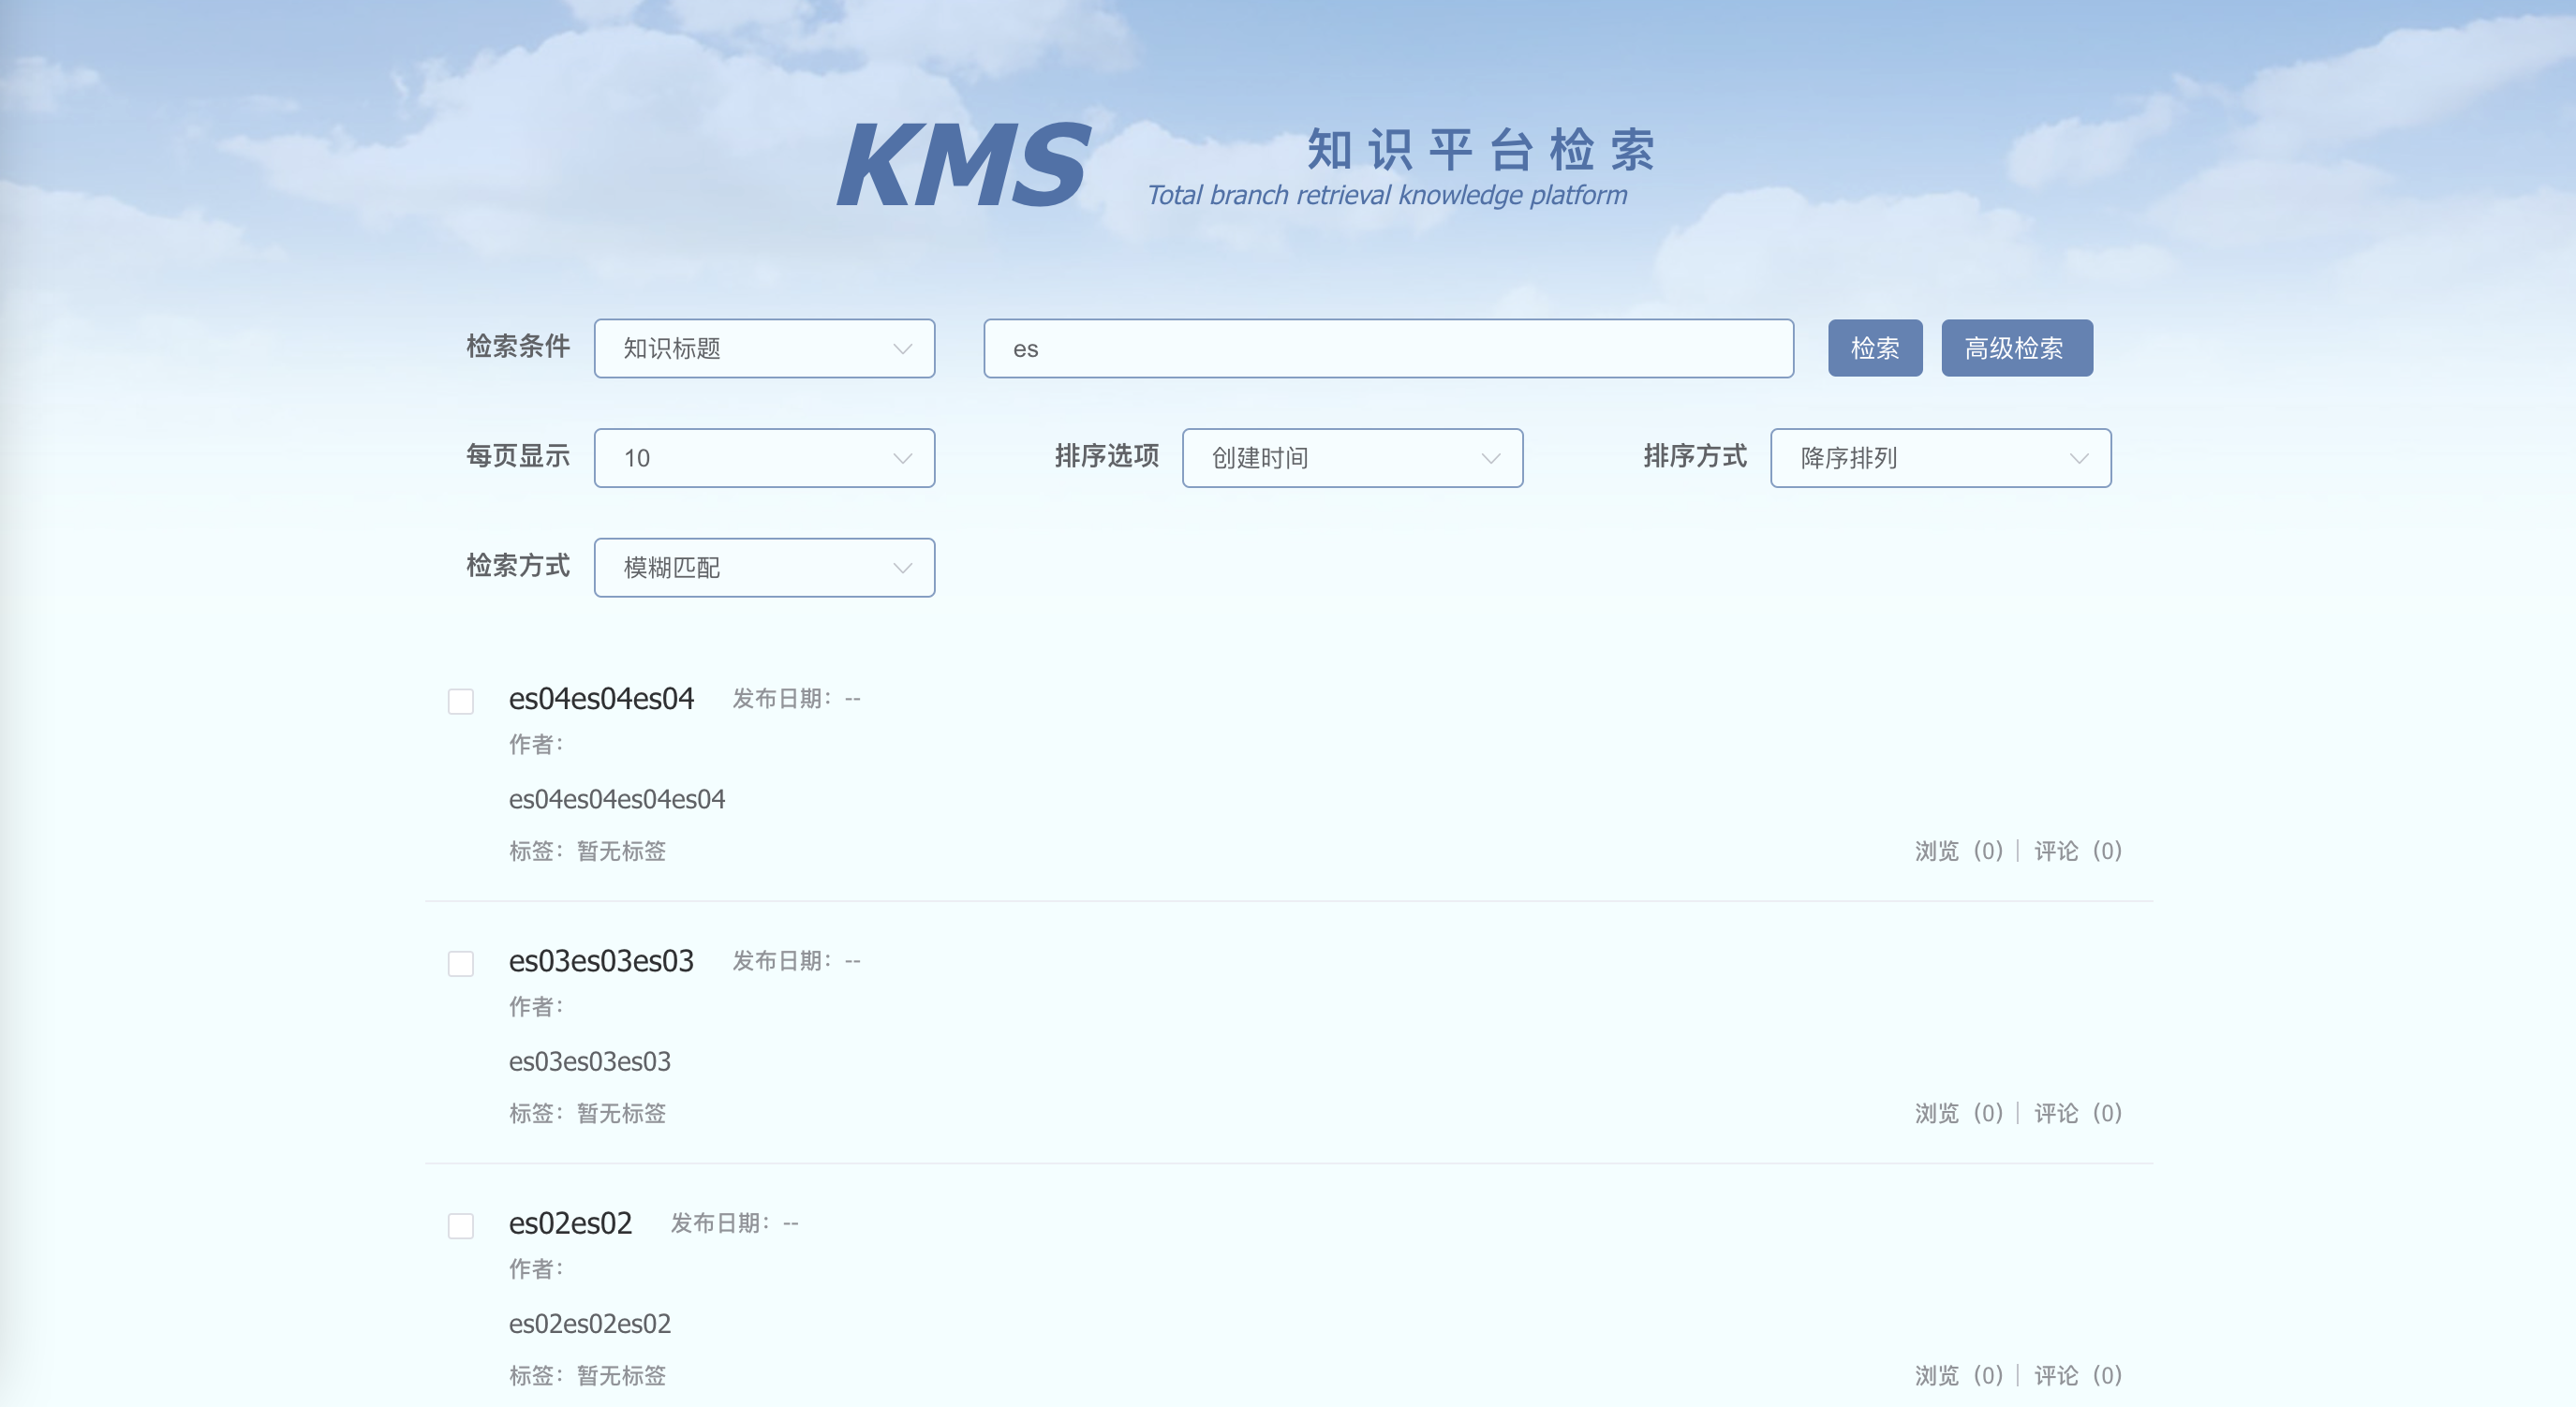 KMS 知识平台检索
Total branch retrieval knowledge platform
检索条件 知识标题 es 检索 高级检索
每页显示 10 排序选项 创建时间 排序方式 降序排列
检索方式 模糊匹配
es04es04es04 发布日期：--
作者：
es04es04es04es04
标签：暂无标签 浏览（0）| 评论（0）
es03es03es03 发布日期：--
作者：
es03es03es03
标签：暂无标签 浏览（0）| 评论（0）
es02es02 发布日期：--
作者：
es02es02es02
标签：暂无标签 浏览（0）| 评论（0）